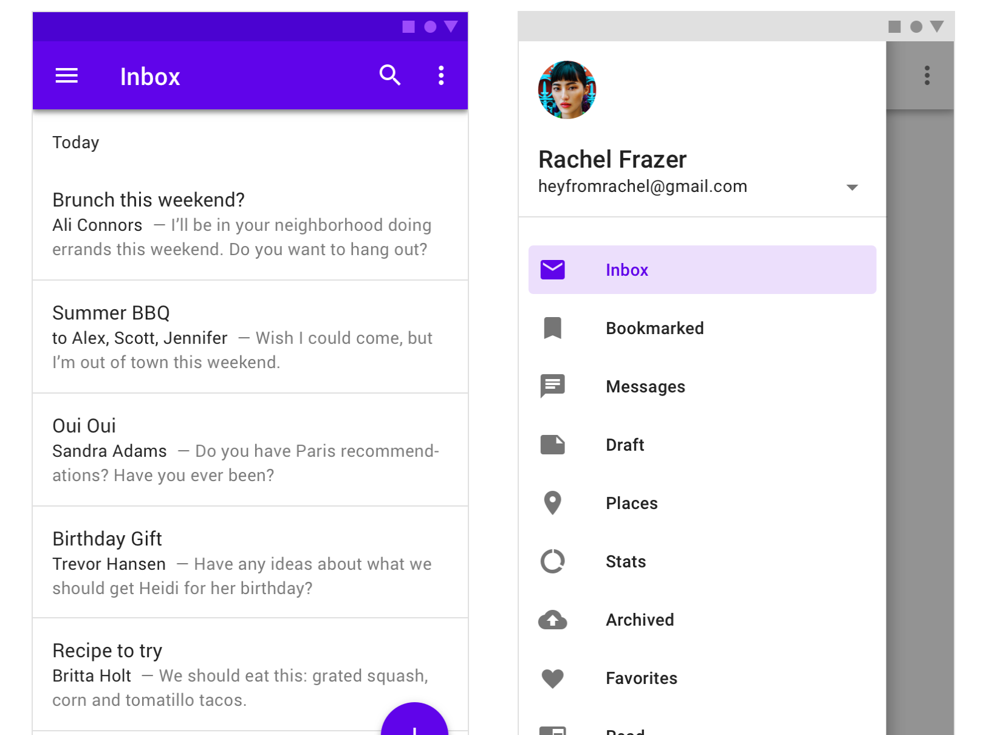 Inbox
Today
Brunch this weekend?
Ali Connors — I’ll be in your neighborhood doing
errands this weekend. Do you want to hang out?
Summer BBQ
to Alex, Scott, Jennifer — Wish I could come, but
I’m out of town this weekend.
Oui Oui
Sandra Adams — Do you have Paris recommend-
ations? Have you ever been?
Birthday Gift
Trevor Hansen — Have any ideas about what we
should get Heidi for her birthday?
Recipe to try
Britta Holt — We should eat this: grated squash,
corn and tomatillo tacos.
Rachel Frazer
heyfromrachel@gmail.com
Inbox
Bookmarked
Messages
Draft
Places
Stats
Archived
Favorites
Read